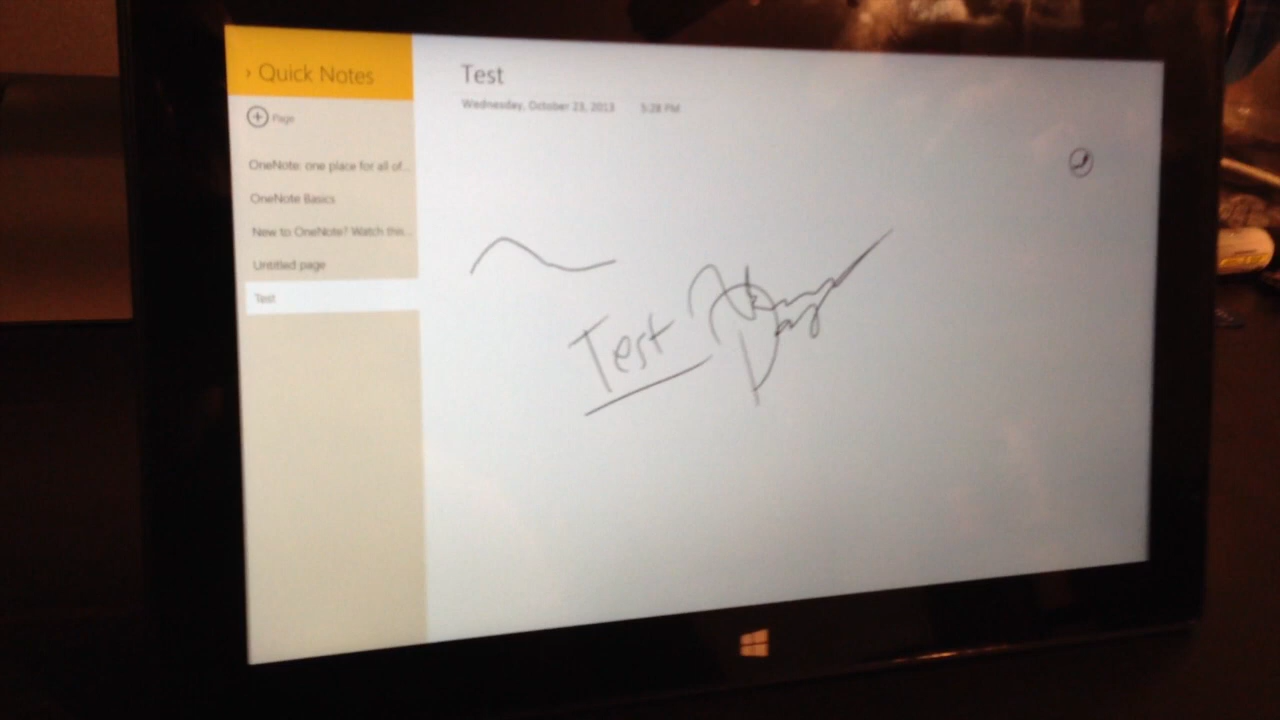 › Quick Notes
Page
OneNote: one place for all of...
OneNote Basics
New to OneNote? Watch this...
Untitled page
Test
Test
Wednesday, October 23, 2013 5:28 PM
Test